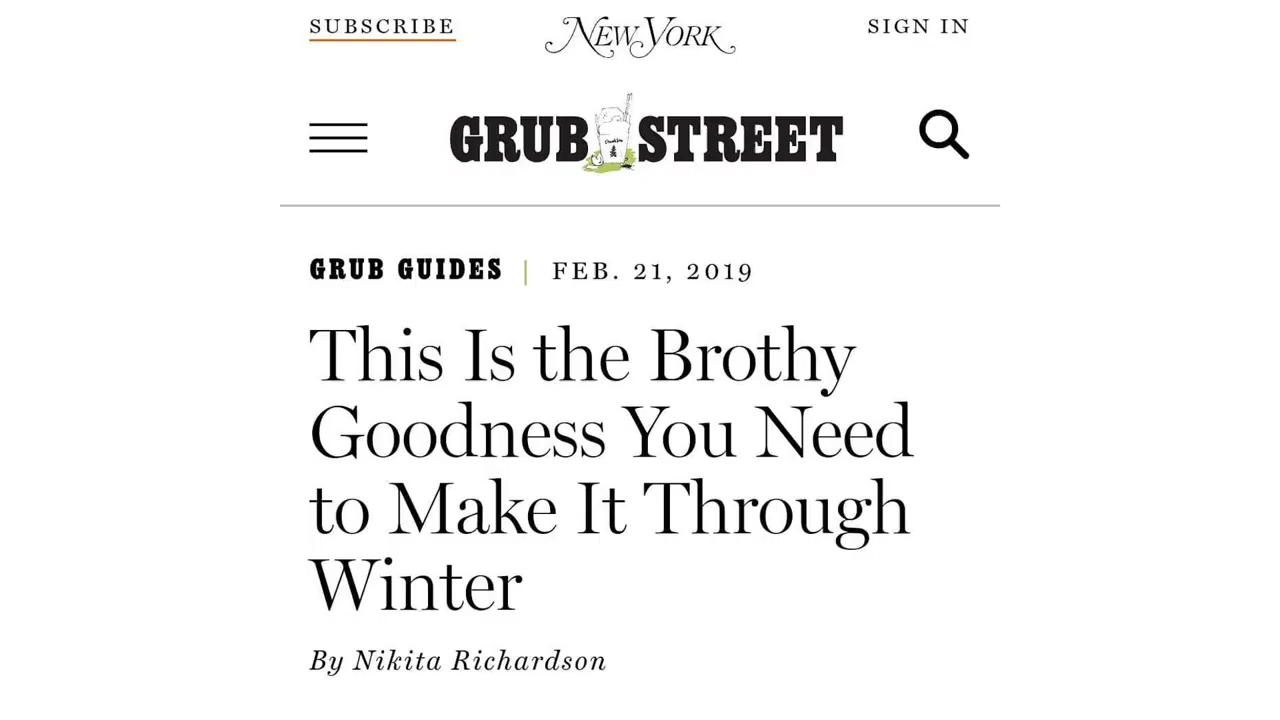 SUBSCRIBE
NEW YORK
SIGN IN
GRUB STREET
GRUB GUIDES | FEB. 21, 2019
This Is the Brothy
Goodness You Need
to Make It Through
Winter
By Nikita Richardson